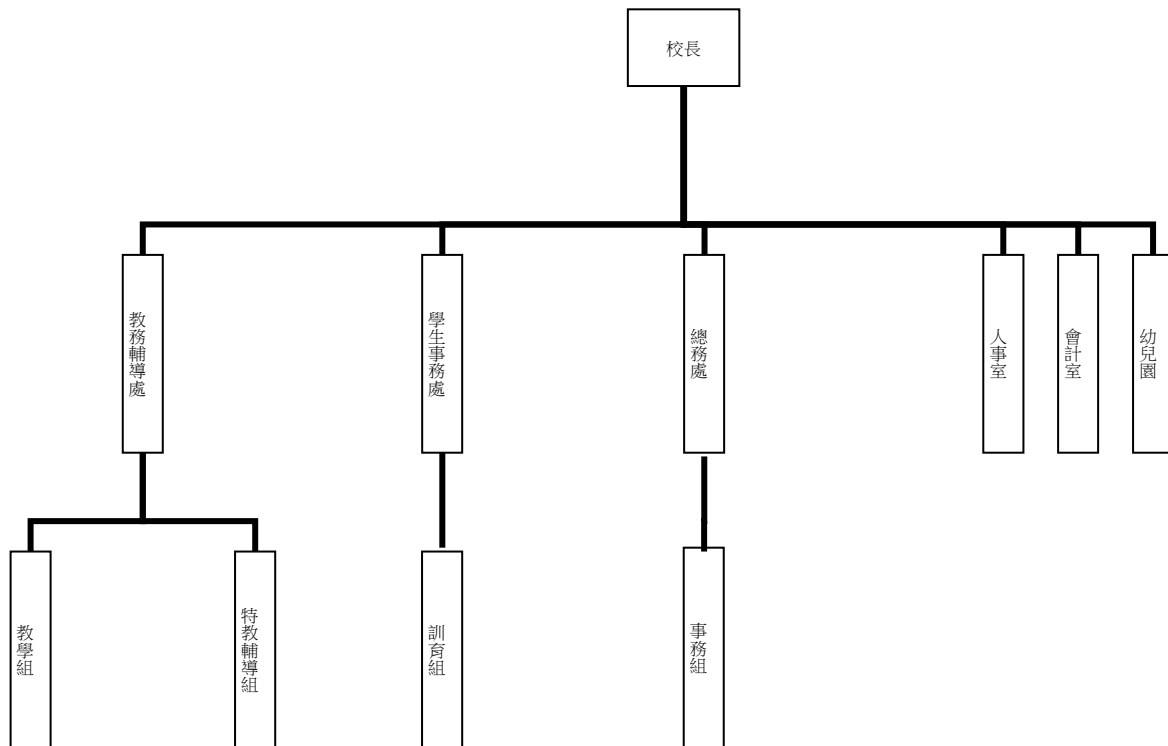 校長
教務輔導處
學生事務處
總務處
人事室
會計室
幼兒園
教學組
特教輔導組
訓育組
事務組